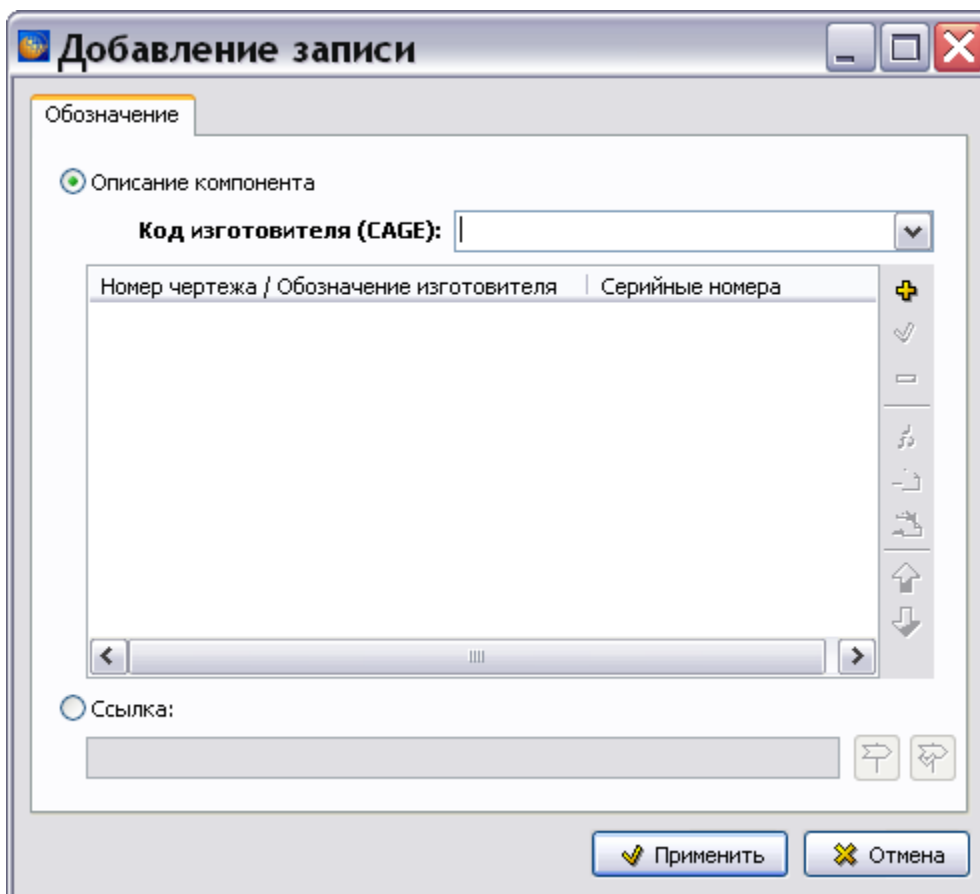 Добавление записи
Обозначение
Описание компонента
Код изготовителя (CAGE):
Номер чертежа / Обозначение изготовителя Серийные номера
Ссылка:
Применить Отмена